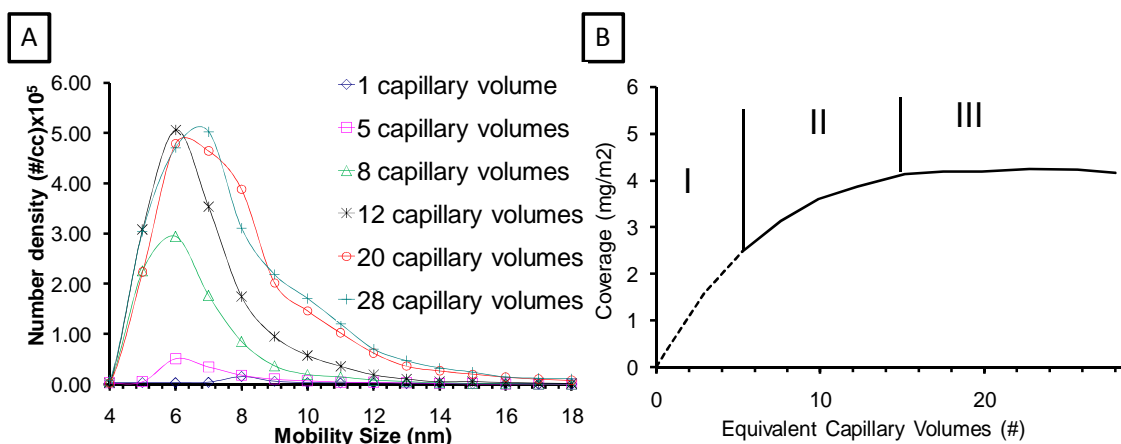 A
Number density (#/cc)x10⁵
6.00
5.00
4.00
3.00
2.00
1.00
0.00
4 6 8 10 12 14 16 18
Mobility Size (nm)
1 capillary volume
5 capillary volumes
8 capillary volumes
12 capillary volumes
20 capillary volumes
28 capillary volumes
B
Coverage (mg/m2)
6
5
4
3
2
1
0
I
II
III
0 10 20
Equivalent Capillary Volumes (#)